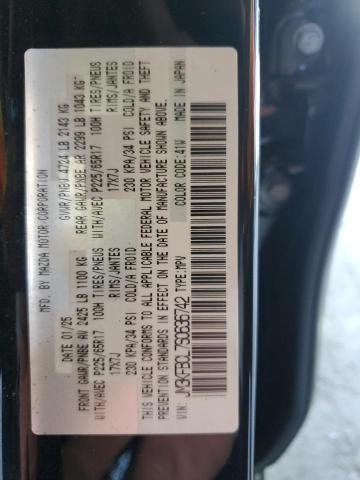 MFD. BY MAZDA MOTOR CORPORATION
DATE 01/25 GVWR/PNBV 4724 LB 2143 KG
FRONT GAWR/PNBE AV 2425 LB 1100 KG REAR GAWR/PNBE AR 2299 LB 1043 KG
WITH/AVEC P225/65R17 100H TIRES/PNEUS WITH/AVEC P225/65R17 100H TIRES/PNEUS
17X7J RIMS/JANTES 17X7J RIMS/JANTES
230 KPA/34 PSI COLD/A FROID 230 KPA/34 PSI COLD/A FROID
THIS VEHICLE CONFORMS TO ALL APPLICABLE FEDERAL MOTOR VEHICLE SAFETY AND THEFT
PREVENTION STANDARDS IN EFFECT ON THE DATE OF MANUFACTURE SHOWN ABOVE.
MADE IN JAPAN
VIN: JM3KFBCL7S0636742 TYPE:MPV COLOR CODE:41W